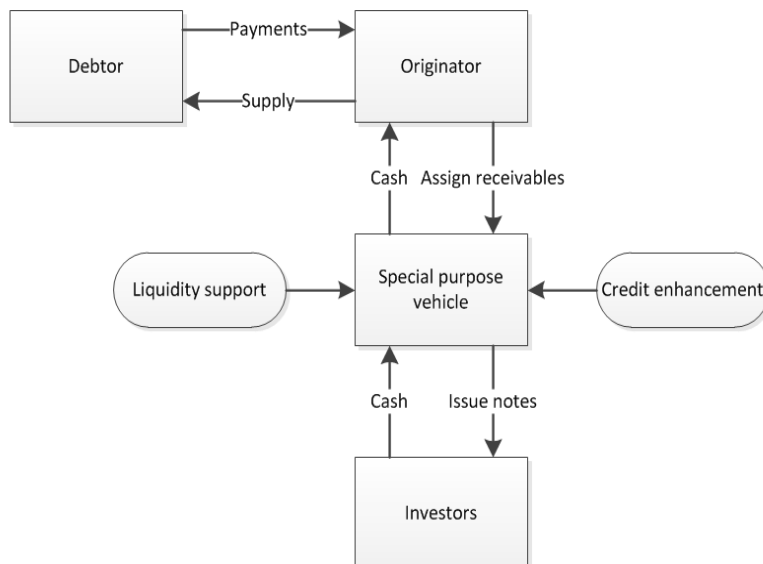 Payments
Debtor
Originator
Supply
Cash
Assign receivables
Liquidity support
Special purpose
vehicle
Credit enhancement
Cash
Issue notes
Investors